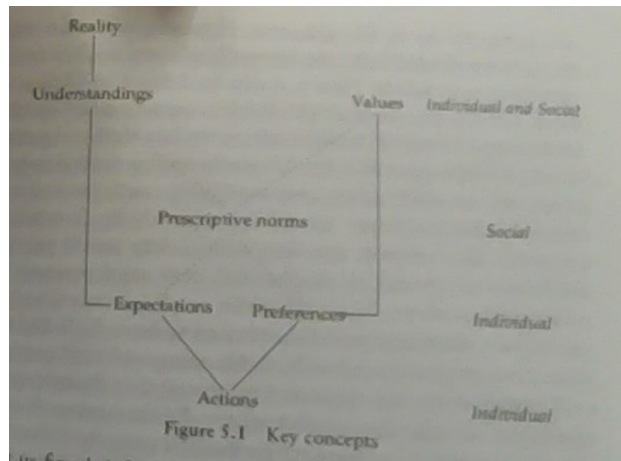 Reality
Understandings
Values Individual and Social
Prescriptive norms Social
Expectations Preferences Individual
Actions Individual
Figure 5.1 Key concepts